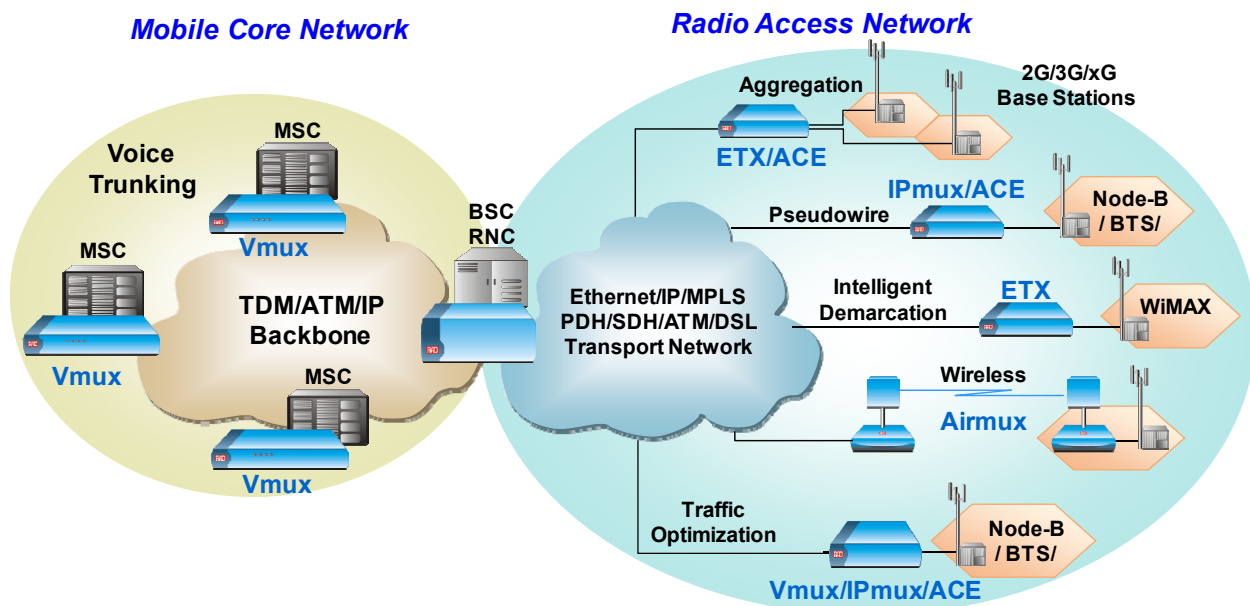 Mobile Core Network
Radio Access Network
MSC
Voice
Trunking
Vmux
MSC
Vmux
TDM/ATM/IP
Backbone
MSC
Vmux
BSC
RNC
Ethernet/IP/MPLS
PDH/SDH/ATM/DSL
Transport Network
Aggregation
ETX/ACE
2G/3G/xG
Base Stations
Pseudowire
IPmux/ACE
Node-B
/ BTS/
Intelligent
Demarcation
ETX
WiMAX
Wireless
Airmux
Traffic
Optimization
Vmux/IPmux/ACE
Node-B
/ BTS/